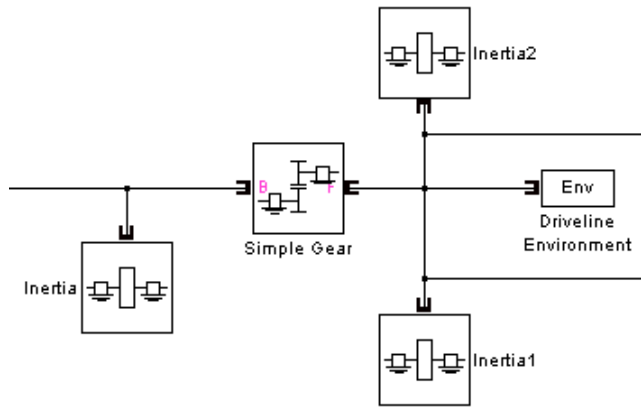 Inertia2
B
F
Env
Simple Gear
Driveline
Environment
Inertia
Inertia1